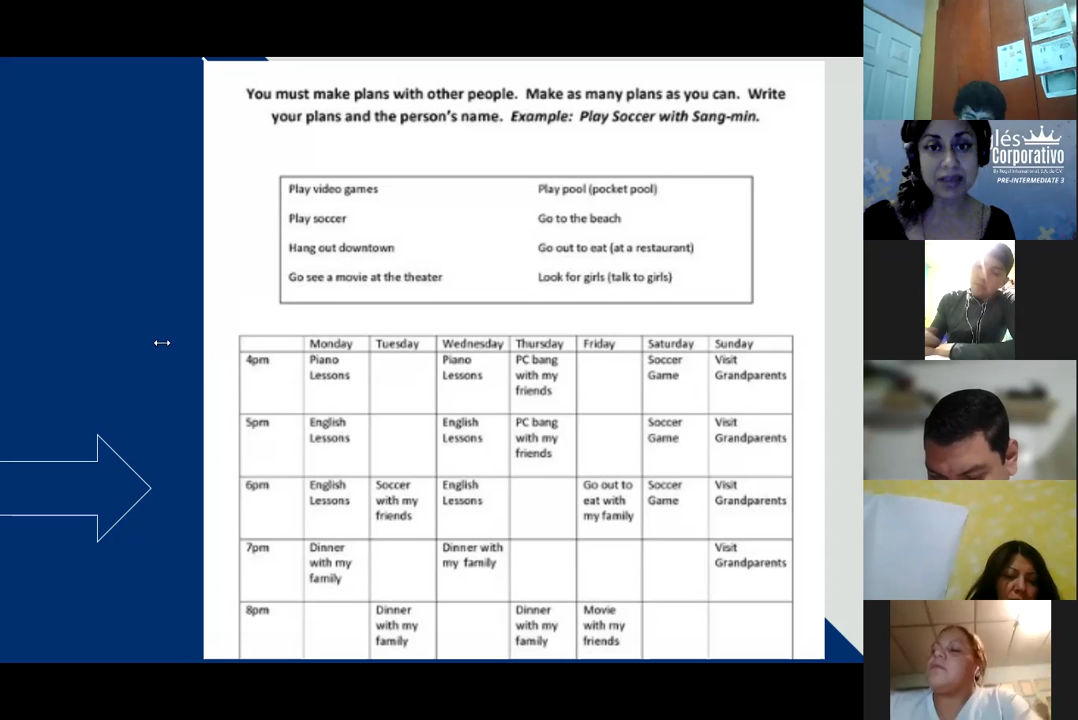 You must make plans with other people. Make as many plans as you can. Write
your plans and the person's name. Example: Play Soccer with Sang-min.
Play video games Play pool (pocket pool)
Play soccer Go to the beach
Hang out downtown Go out to eat (at a restaurant)
Go see a movie at the theater Look for girls (talk to girls)
Monday Tuesday Wednesday Thursday Friday Saturday Sunday
4pm Piano Piano PC bang Soccer Visit
Lessons Lessons with my Game Grandparents
friends
5pm English English PC bang Soccer Visit
Lessons Lessons with my Game Grandparents
friends
6pm English Soccer English Go out to Soccer Visit
Lessons with my Lessons eat with Game Grandparents
friends my family
7pm Dinner Dinner with Visit
with my my family Grandparents
family
8pm Dinner Dinner Movie
with my with my with my
family family friends
lés
Corporativo
By Regal International, S.A. de C.V.
PRE-INTERMEDIATE 3